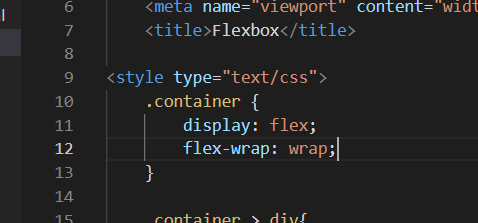 6 <meta name="viewport" content="widt
7 <title>Flexbox</title>
8
9 <style type="text/css">
10 .container {
11 display: flex;
12 flex-wrap: wrap;
13 }
14
15 .container > div{